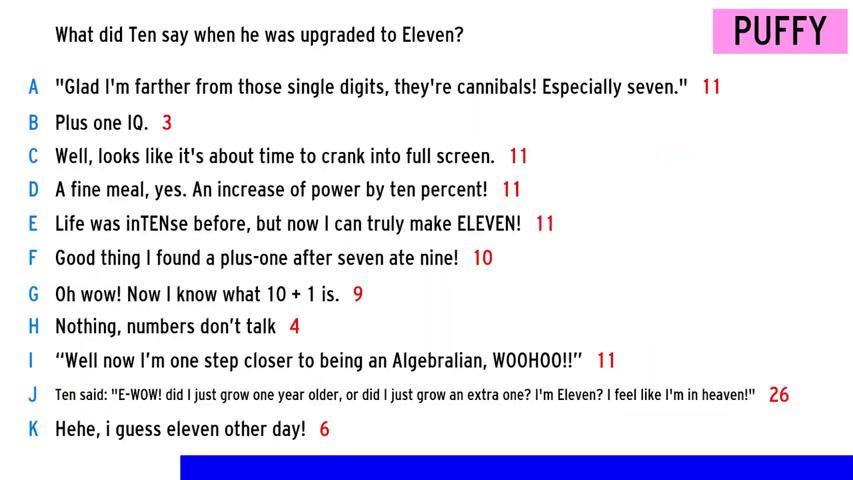 What did Ten say when he was upgraded to Eleven?
PUFFY
A "Glad I'm farther from those single digits, they're cannibals! Especially seven." 11
B Plus one IQ. 3
C Well, looks like it's about time to crank into full screen. 11
D A fine meal, yes. An increase of power by ten percent! 11
E Life was inTENse before, but now I can truly make ELEVEN! 11
F Good thing I found a plus-one after seven ate nine! 10
G Oh wow! Now I know what 10 + 1 is. 9
H Nothing, numbers don’t talk 4
I “Well now I’m one step closer to being an Algebralian, WOOHOO!!” 11
J Ten said: "E-WOW! did I just grow one year older, or did I just grow an extra one? I'm Eleven? I feel like I'm in heaven!" 26
K Hehe, i guess eleven other day! 6